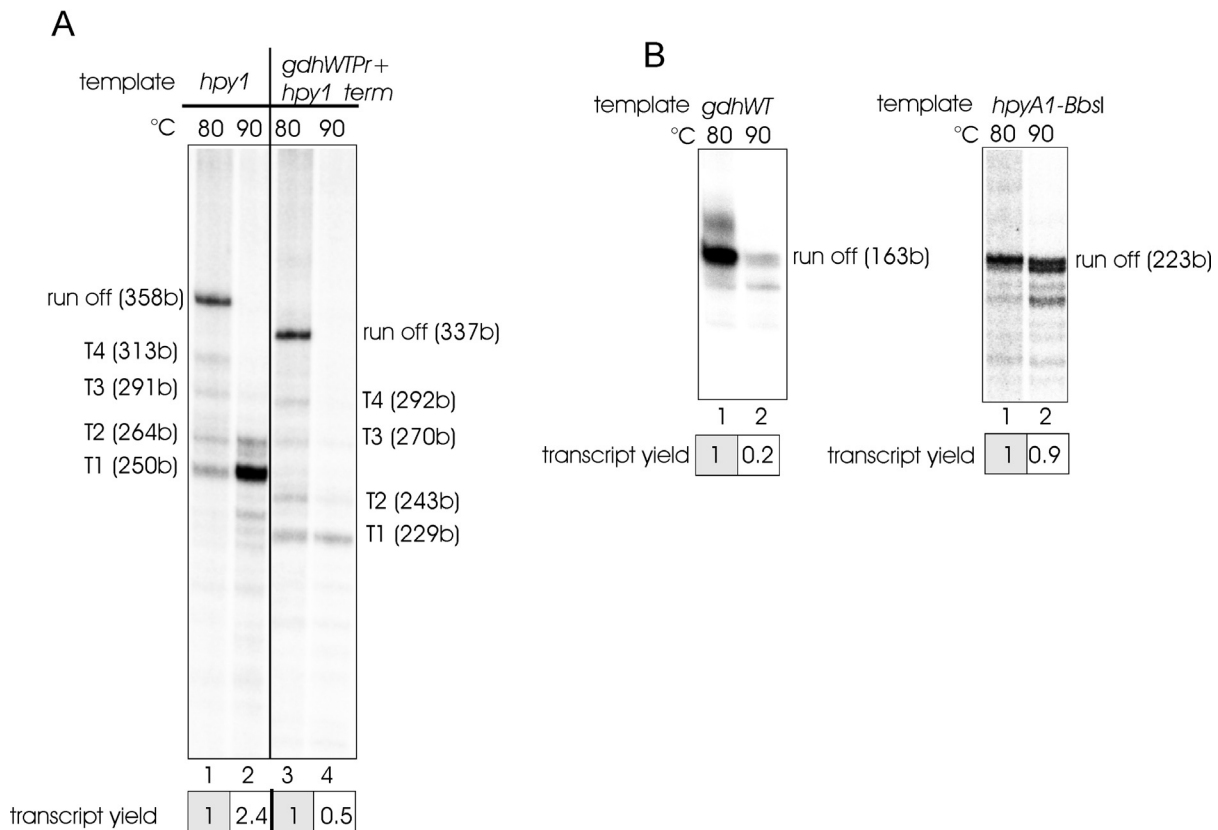 A
template hpy1 gdhWTPr+
hpy1 term
°C 80 90 80 90
run off (358b)
T4 (313b)
T3 (291b)
T2 (264b)
T1 (250b)
run off (337b)
T4 (292b)
T3 (270b)
T2 (243b)
T1 (229b)
1 2 3 4
transcript yield 1 2.4 1 0.5
B
template gdhWT
°C 80 90
run off (163b)
1 2
transcript yield 1 0.2
template hpyA1-BbsI
°C 80 90
run off (223b)
1 2
transcript yield 1 0.9